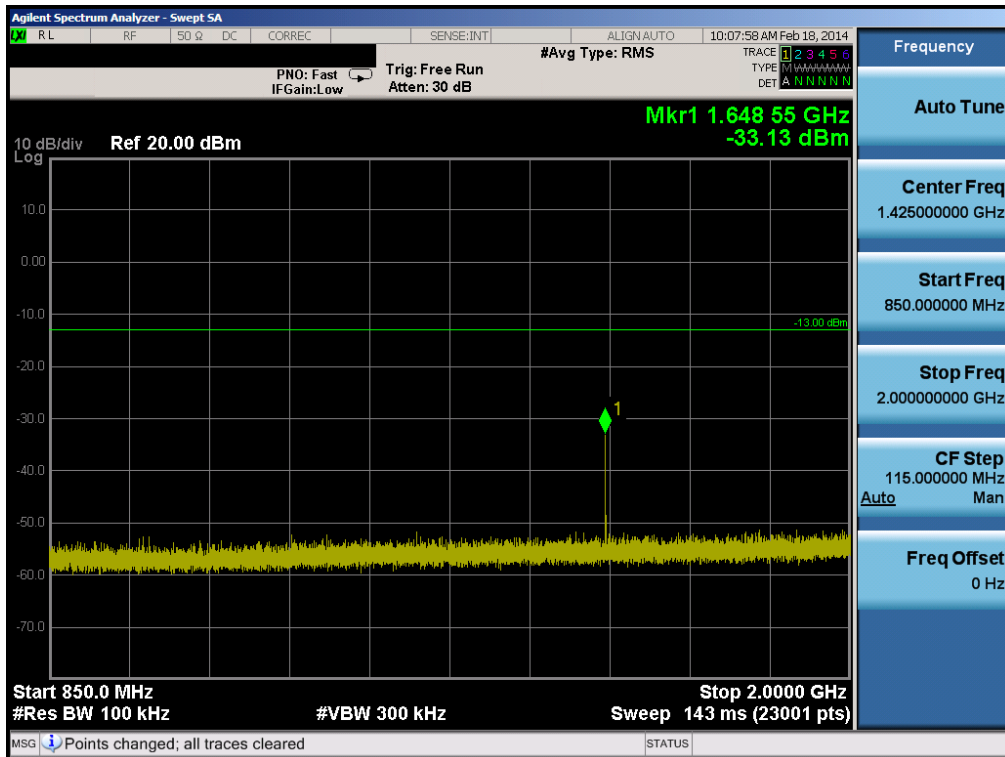 Agilent Spectrum Analyzer - Swept SA
LXI RL RF 50 Ω DC CORREC SENSE:INT ALIGN AUTO 10:07:58 AM Feb 18, 2014
#Avg Type: RMS
TRACE 1 2 3 4 5 6
PNO: Fast Trig: Free Run
TYPE M WWWWW
IFGain:Low Atten: 30 dB
DET A N N N N N
Mkr1 1.648 55 GHz
-33.13 dBm
10 dB/div Ref 20.00 dBm
Log
10.0
0.00
-10.0
-13.00 dBm
-20.0
-30.0
1
-40.0
-50.0
-60.0
-70.0
Start 850.0 MHz Stop 2.0000 GHz
#Res BW 100 kHz #VBW 300 kHz Sweep 143 ms (23001 pts)
MSG Points changed; all traces cleared STATUS
Frequency
Auto Tune
Center Freq
1.425000000 GHz
Start Freq
850.000000 MHz
Stop Freq
2.000000000 GHz
CF Step
115.000000 MHz
Auto Man
Freq Offset
0 Hz